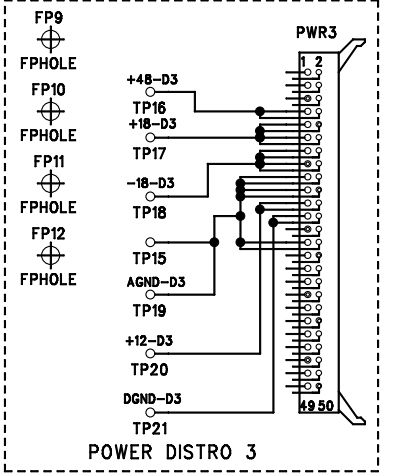 FP9
FPHOLE
FP10
FPHOLE
FP11
FPHOLE
FP12
FPHOLE
+48-D3
TP16
+18-D3
TP17
-18-D3
TP18
TP15
AGND-D3
TP19
+12-D3
TP20
DGND-D3
TP21
PWR3
1 2
49 50
POWER DISTRO 3